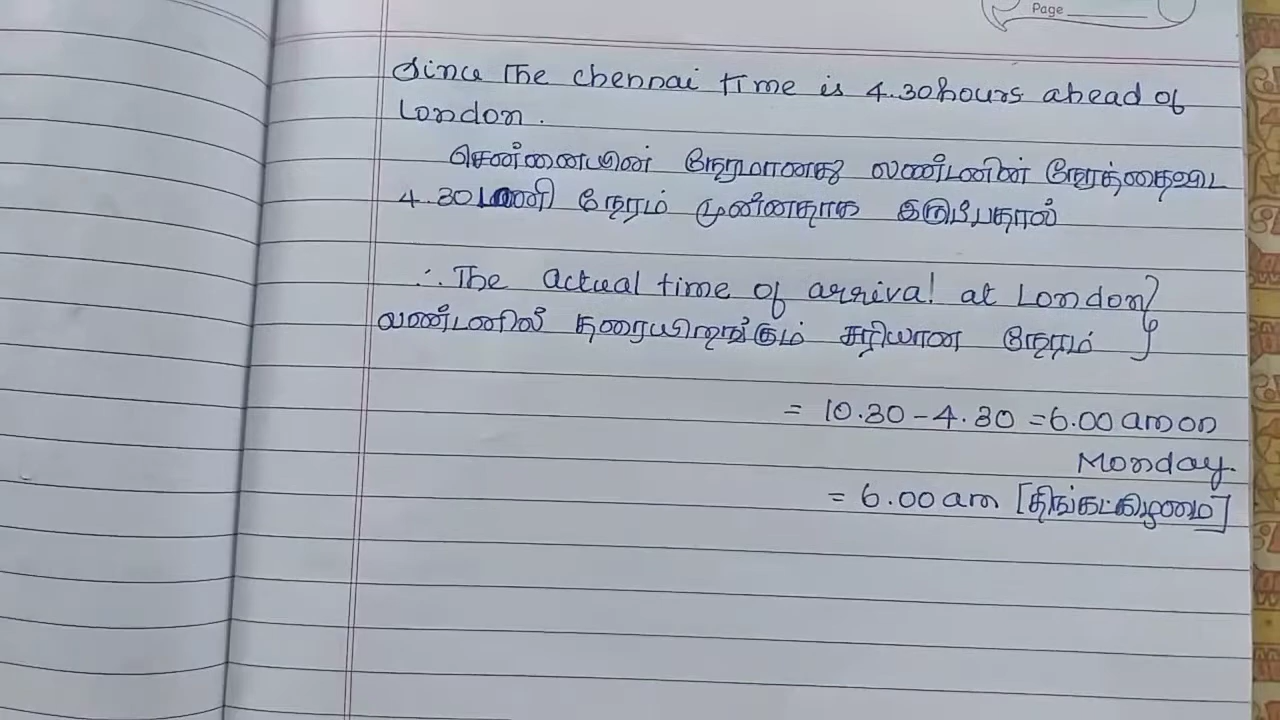 Page
Since The chennai time is 4.30hours ahead of
London.
சென்னையின் நேரமானது லண்டனின் நேரத்தைவிட
4.30மணி நேரம் முன்னதாக இருப்பதால்
∴ The actual time of arrival at London}
லண்டனில் தரையிறங்கும் சரியான நேரம்
= 10.30 - 4.30 = 6.00 am on
Monday.
= 6.00 am [திங்கட்கிழமை]